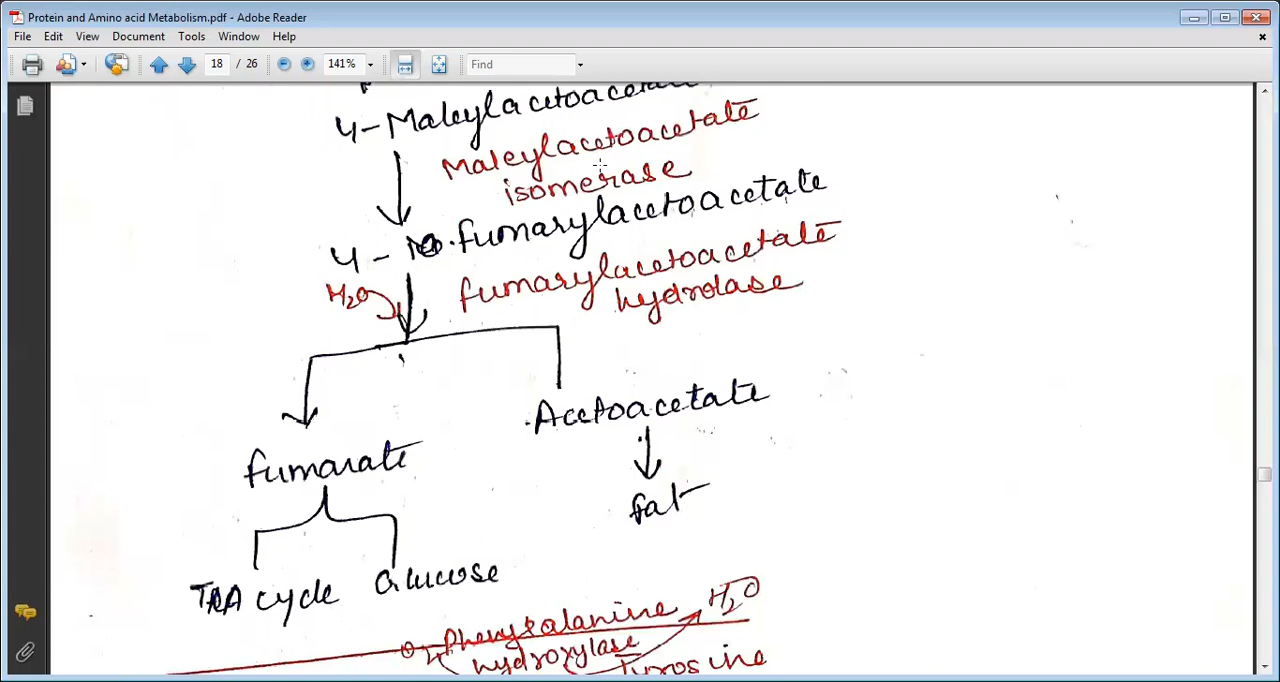 Protein and Amino acid Metabolism.pdf - Adobe Reader
File Edit View Document Tools Window Help
18 / 26 141% Find
4-Maleylacetoacetate
Maleylacetoacetate
isomerase
4- fumarylacetoacetate
H2O
fumarylacetoacetate
hydrolase
fumarate
Acetoacetate
fat
TCA cycle
Glucose
O2
Phenylalanine
H2O
hydroxylase
Tyrosine